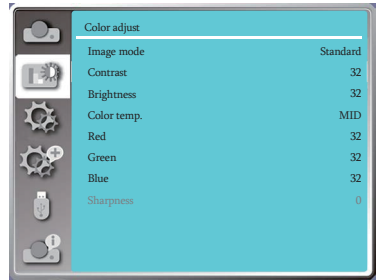 Color adjust
Image mode Standard
Contrast 32
Brightness 32
Color temp. MID
Red 32
Green 32
Blue 32
Sharpness 0